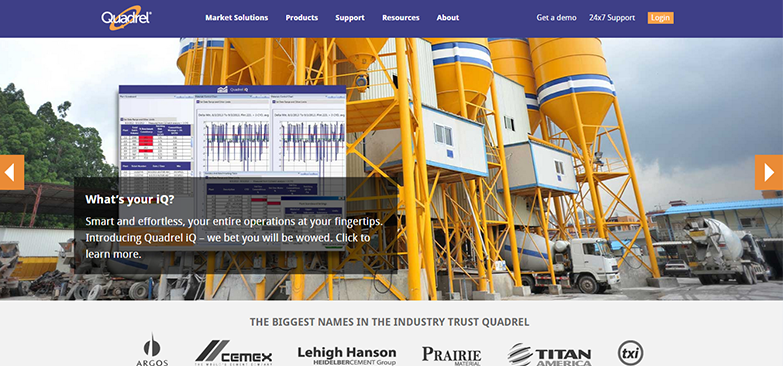 Quadrel
Market Solutions
Products
Support
Resources
About
Get a demo
24x7 Support
Login
Quadrel iQ
What's your iQ?
Smart and effortless, your entire operations at your fingertips.
Introducing Quadrel iQ – we bet you will be wowed. Click to
learn more.
THE BIGGEST NAMES IN THE INDUSTRY TRUST QUADREL
ARGOS
CEMEX
Lehigh Hanson
HEIDELBERGCEMENT Group
PRAIRIE
MATERIAL
TITAN
AMERICA
txi